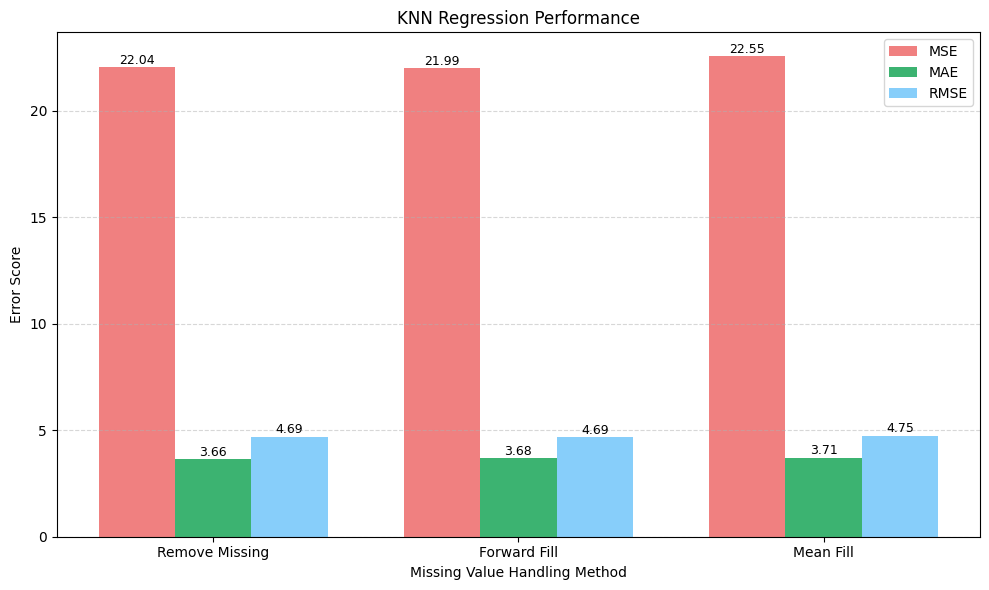 KNN Regression Performance
MSE
MAE
RMSE
22.04
21.99
22.55
3.66
4.69
3.68
4.69
3.71
4.75
20
15
10
5
0
Error Score
Remove Missing
Forward Fill
Mean Fill
Missing Value Handling Method